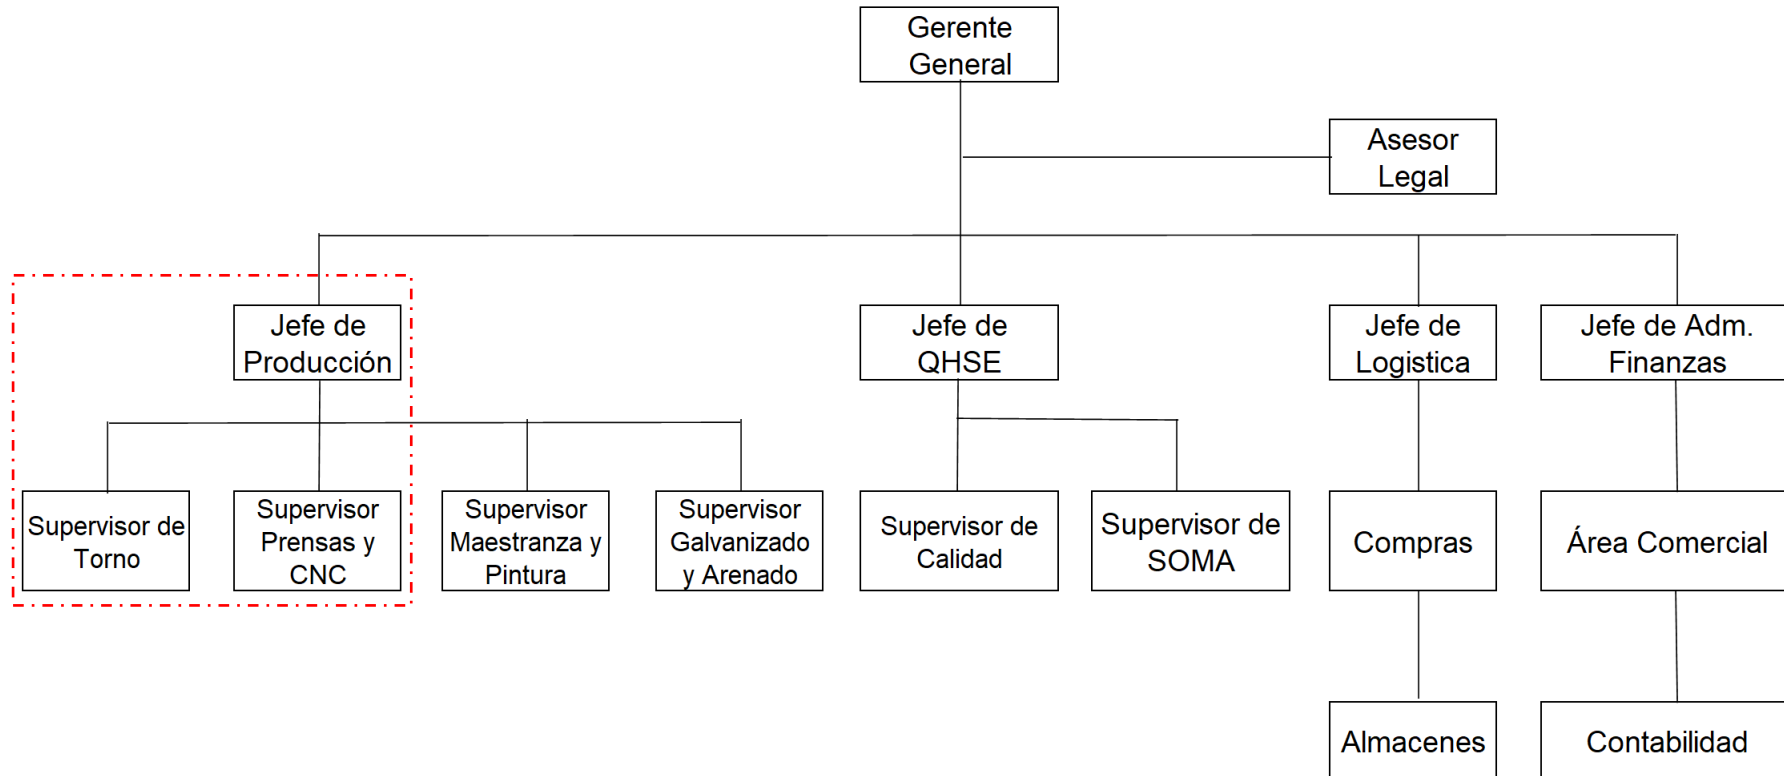 Gerente
General
Asesor
Legal
Jefe de
Producción
Jefe de
QHSE
Jefe de
Logistica
Jefe de Adm.
Finanzas
Supervisor de
Torno
Supervisor
Prensas y
CNC
Supervisor
Maestranza y
Pintura
Supervisor
Galvanizado
y Arenado
Supervisor de
Calidad
Supervisor de
SOMA
Compras
Área Comercial
Almacenes
Contabilidad